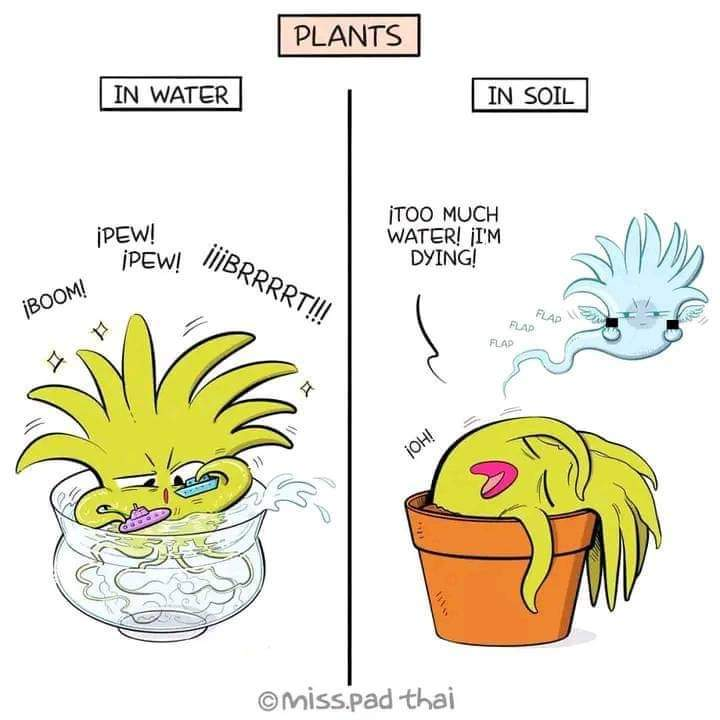 PLANTS
IN WATER
IN SOIL
¡PEW!
¡PEW!
¡¡¡BRRRRT!!!
¡BOOM!
¡TOO MUCH
WATER! ¡I'M
DYING!
FLAP
FLAP
FLAP
¡OH!
©miss.pad thai